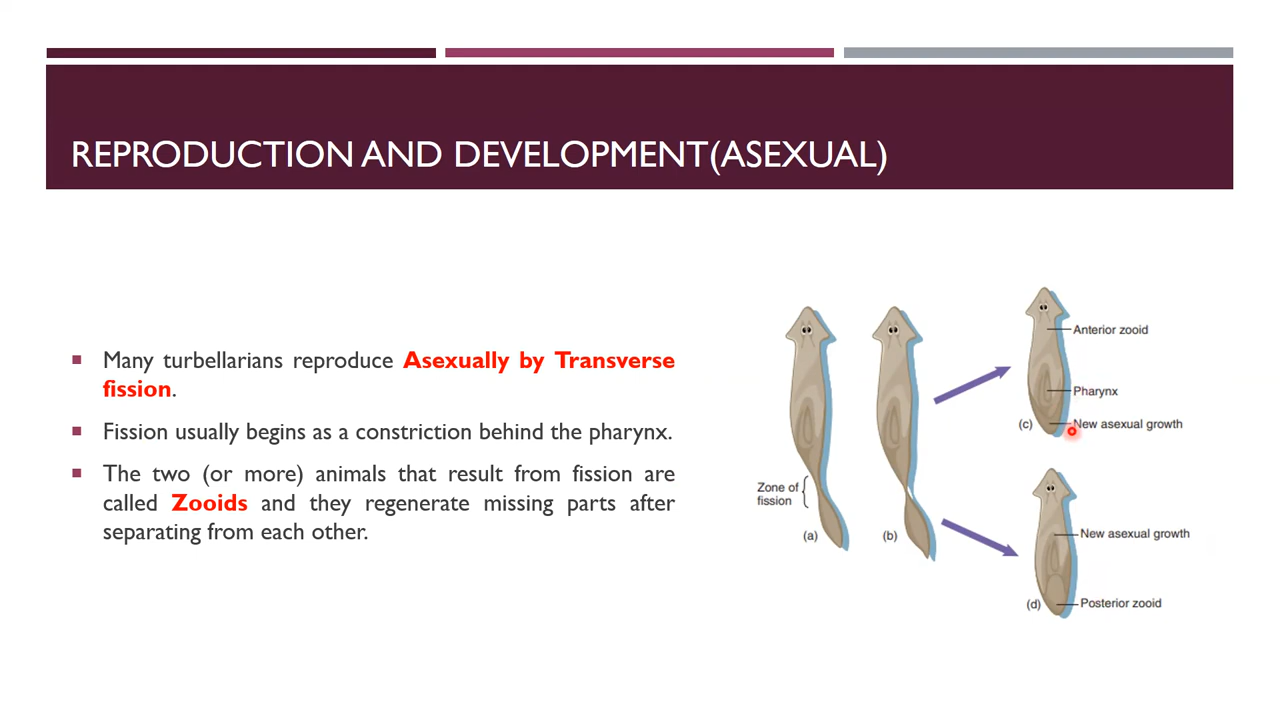 REPRODUCTION AND DEVELOPMENT(ASEXUAL)
Many turbellarians reproduce Asexually by Transverse
fission.
Fission usually begins as a constriction behind the pharynx.
The two (or more) animals that result from fission are
called Zooids and they regenerate missing parts after
separating from each other.
Zone of
fission
(a)
(b)
Anterior zooid
Pharynx
(c)
New asexual growth
New asexual growth
(d)
Posterior zooid